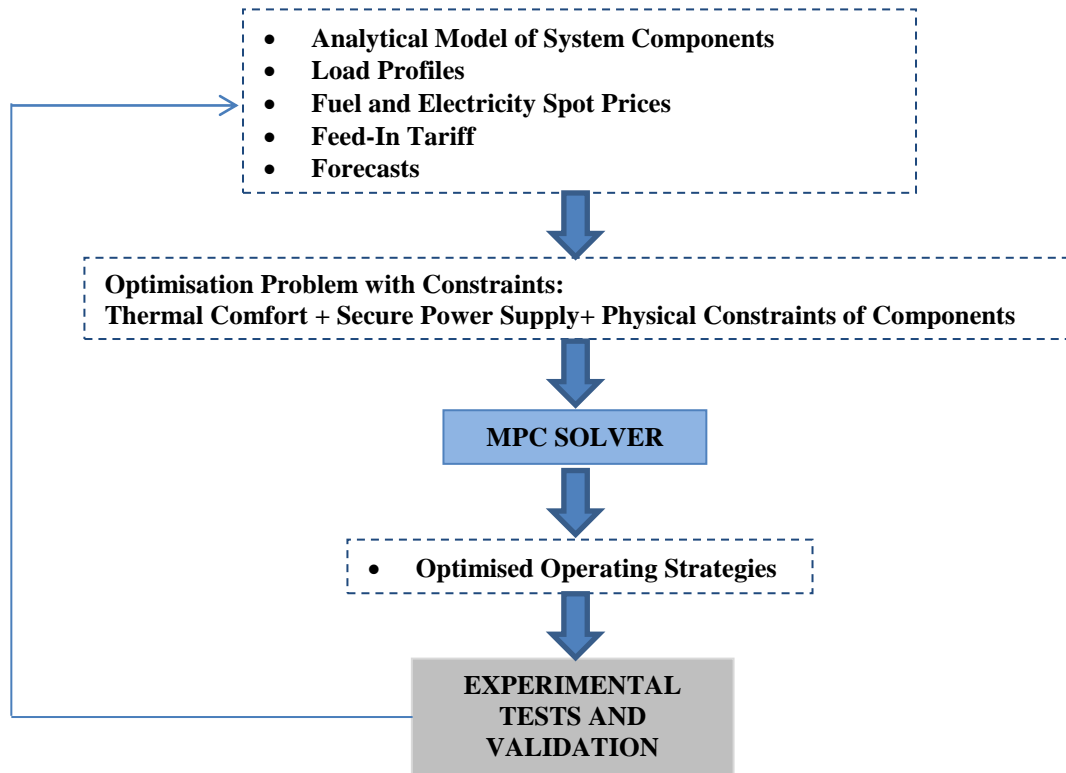 • Analytical Model of System Components
• Load Profiles
• Fuel and Electricity Spot Prices
• Feed-In Tariff
• Forecasts
Optimisation Problem with Constraints:
Thermal Comfort + Secure Power Supply+ Physical Constraints of Components
MPC SOLVER
• Optimised Operating Strategies
EXPERIMENTAL
TESTS AND
VALIDATION